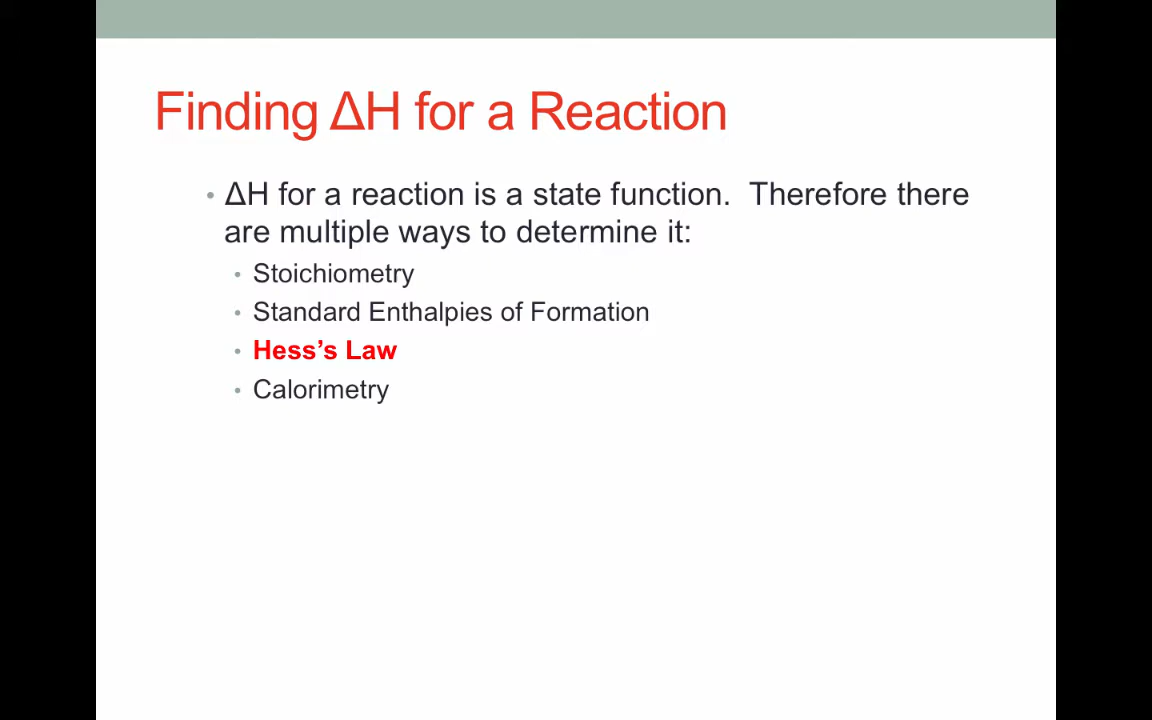 Finding ΔH for a Reaction
• ΔH for a reaction is a state function.  Therefore there
are multiple ways to determine it:
• Stoichiometry
• Standard Enthalpies of Formation
• Hess’s Law
• Calorimetry